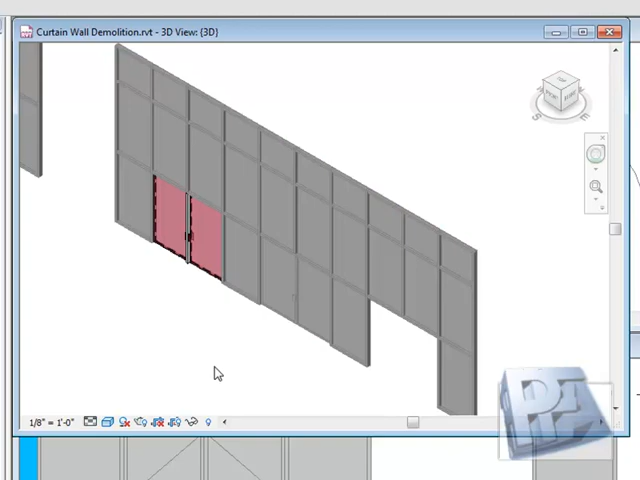 Curtain Wall Demolition.rvt - 3D View: {3D}
S
E
1/8" = 1'-0"